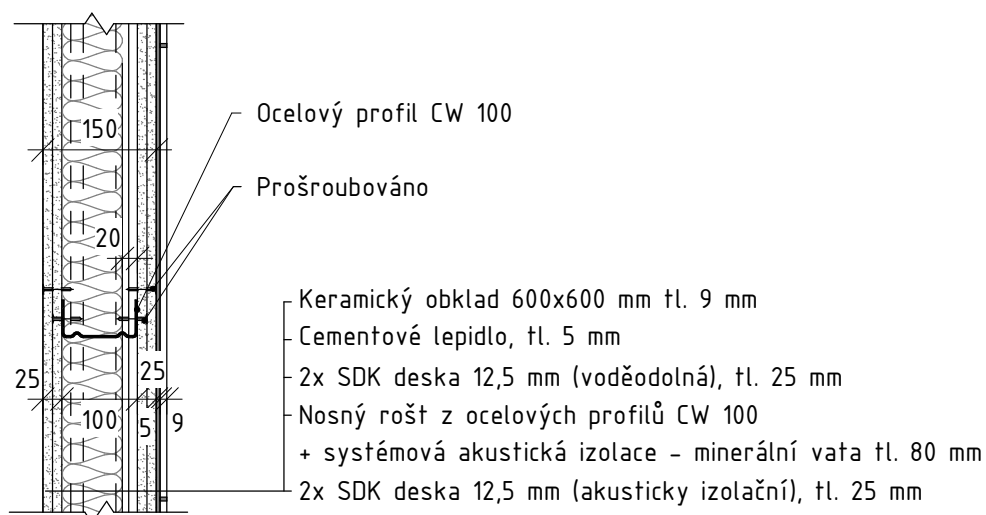 Ocelový profil CW 100
150
Prošroubováno
20
Keramický obklad 600x600 mm tl. 9 mm
Cementové lepidlo, tl. 5 mm
25
25
2x SDK deska 12,5 mm (voděodolná), tl. 25 mm
100
5
9
Nosný rošt z ocelových profilů CW 100
+ systémová akustická izolace - minerální vata tl. 80 mm
2x SDK deska 12,5 mm (akusticky izolační), tl. 25 mm